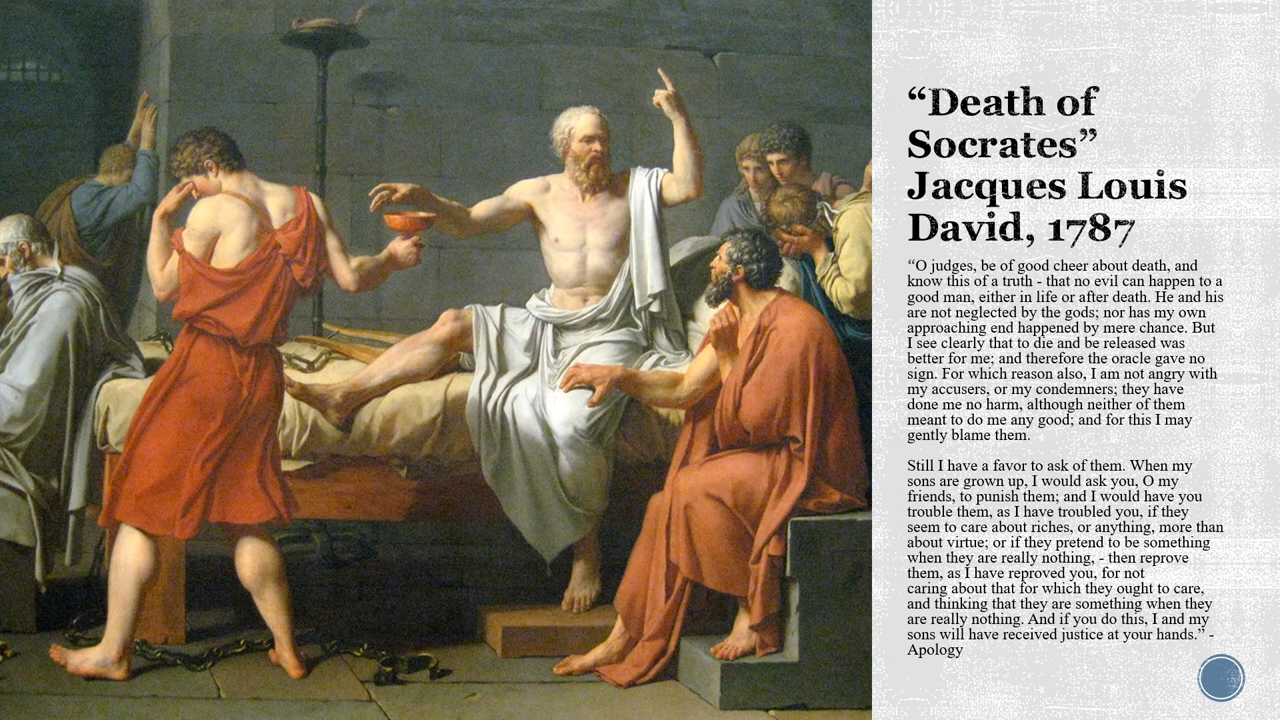 “Death of
Socrates”
Jacques Louis
David, 1787
“O judges, be of good cheer about death, and
know this of a truth - that no evil can happen to a
good man, either in life or after death. He and his
are not neglected by the gods; nor has my own
approaching end happened by mere chance. But
I see clearly that to die and be released was
better for me; and therefore the oracle gave no
sign. For which reason also, I am not angry with
my accusers, or my condemners; they have
done me no harm, although neither of them
meant to do me any good; and for this I may
gently blame them.
Still I have a favor to ask of them. When my
sons are grown up, I would ask you, O my
friends, to punish them; and I would have you
trouble them, as I have troubled you, if they
seem to care about riches, or anything, more than
about virtue; or if they pretend to be something
when they are really nothing, - then reprove
them, as I have reproved you, for not
caring about that for which they ought to care,
and thinking that they are something when they
are really nothing. And if you do this, I and my
sons will have received justice at your hands.” -
Apology